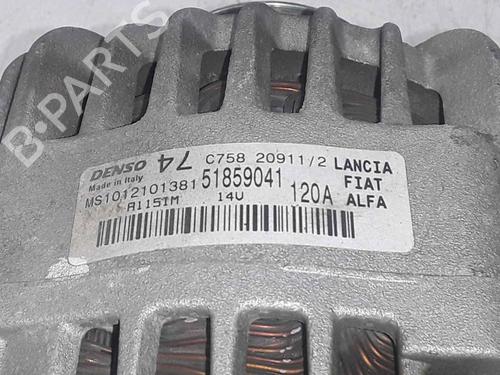 B-PARTS
DENSO 74 C758 20911/2 LANCIA
Made in Italy FIAT
MS1012101381 51859041 120A ALFA
A115IM 14V